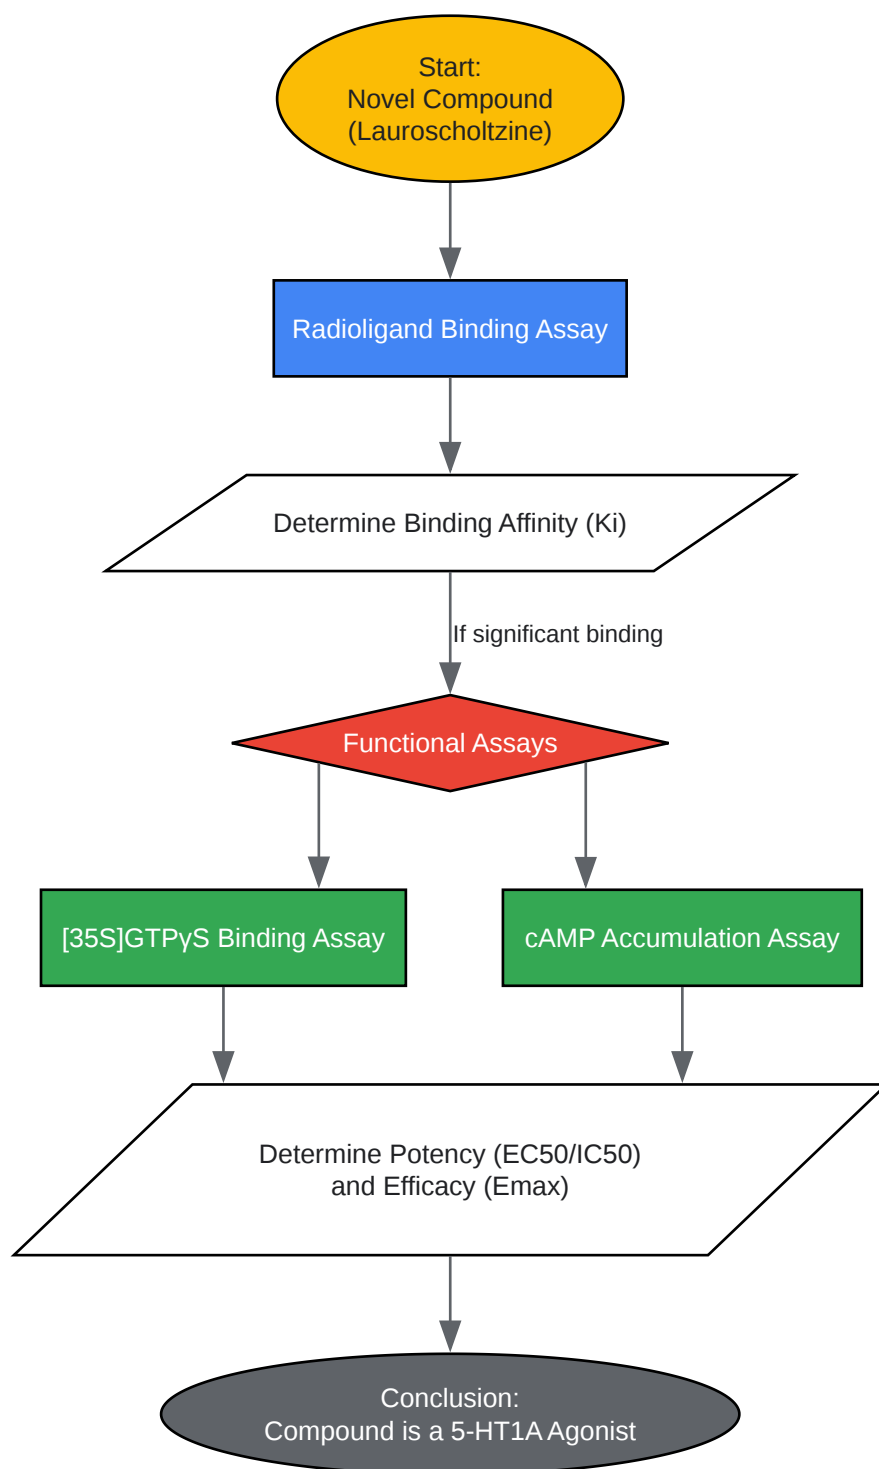 Start:
Novel Compound
(Lauroscholtzine)
Radioligand Binding Assay
Determine Binding Affinity (Ki)
If significant binding
Functional Assays
[35S]GTPγS Binding Assay
cAMP Accumulation Assay
Determine Potency (EC50/IC50)
and Efficacy (Emax)
Conclusion:
Compound is a 5-HT1A Agonist